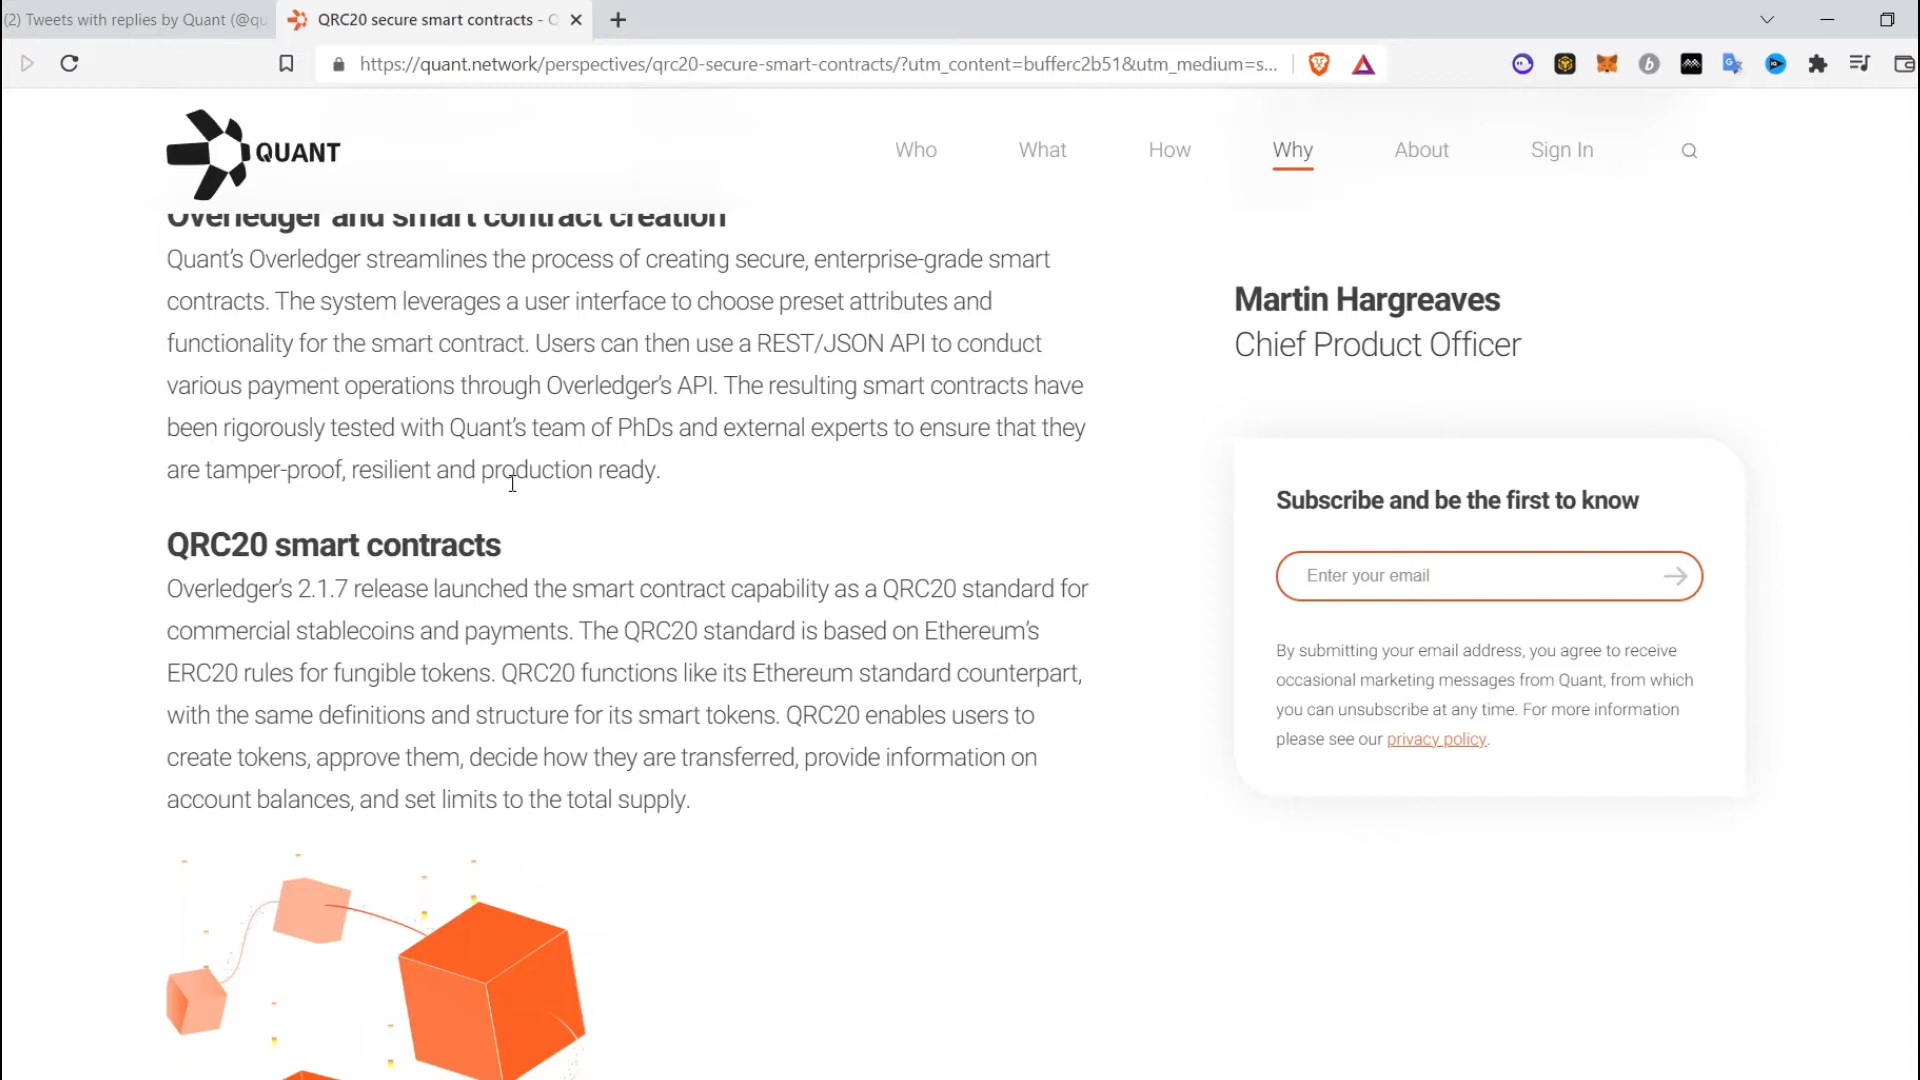 (2) Tweets with replies by Quant (@qu
QRC20 secure smart contracts -
https://quant.network/perspectives/qrc20-secure-smart-contracts/?utm_content=bufferc2b51&utm_medium=s...
QUANT
Who
What
How
Why
About
Sign In
Overledger and smart contract creation
Quant’s Overledger streamlines the process of creating secure, enterprise-grade smart
contracts. The system leverages a user interface to choose preset attributes and
functionality for the smart contract. Users can then use a REST/JSON API to conduct
various payment operations through Overledger’s API. The resulting smart contracts have
been rigorously tested with Quant’s team of PhDs and external experts to ensure that they
are tamper-proof, resilient and production ready.
QRC20 smart contracts
Overledger’s 2.1.7 release launched the smart contract capability as a QRC20 standard for
commercial stablecoins and payments. The QRC20 standard is based on Ethereum’s
ERC20 rules for fungible tokens. QRC20 functions like its Ethereum standard counterpart,
with the same definitions and structure for its smart tokens. QRC20 enables users to
create tokens, approve them, decide how they are transferred, provide information on
account balances, and set limits to the total supply.
Martin Hargreaves
Chief Product Officer
Subscribe and be the first to know
Enter your email
By submitting your email address, you agree to receive
occasional marketing messages from Quant, from which
you can unsubscribe at any time. For more information
please see our privacy policy.